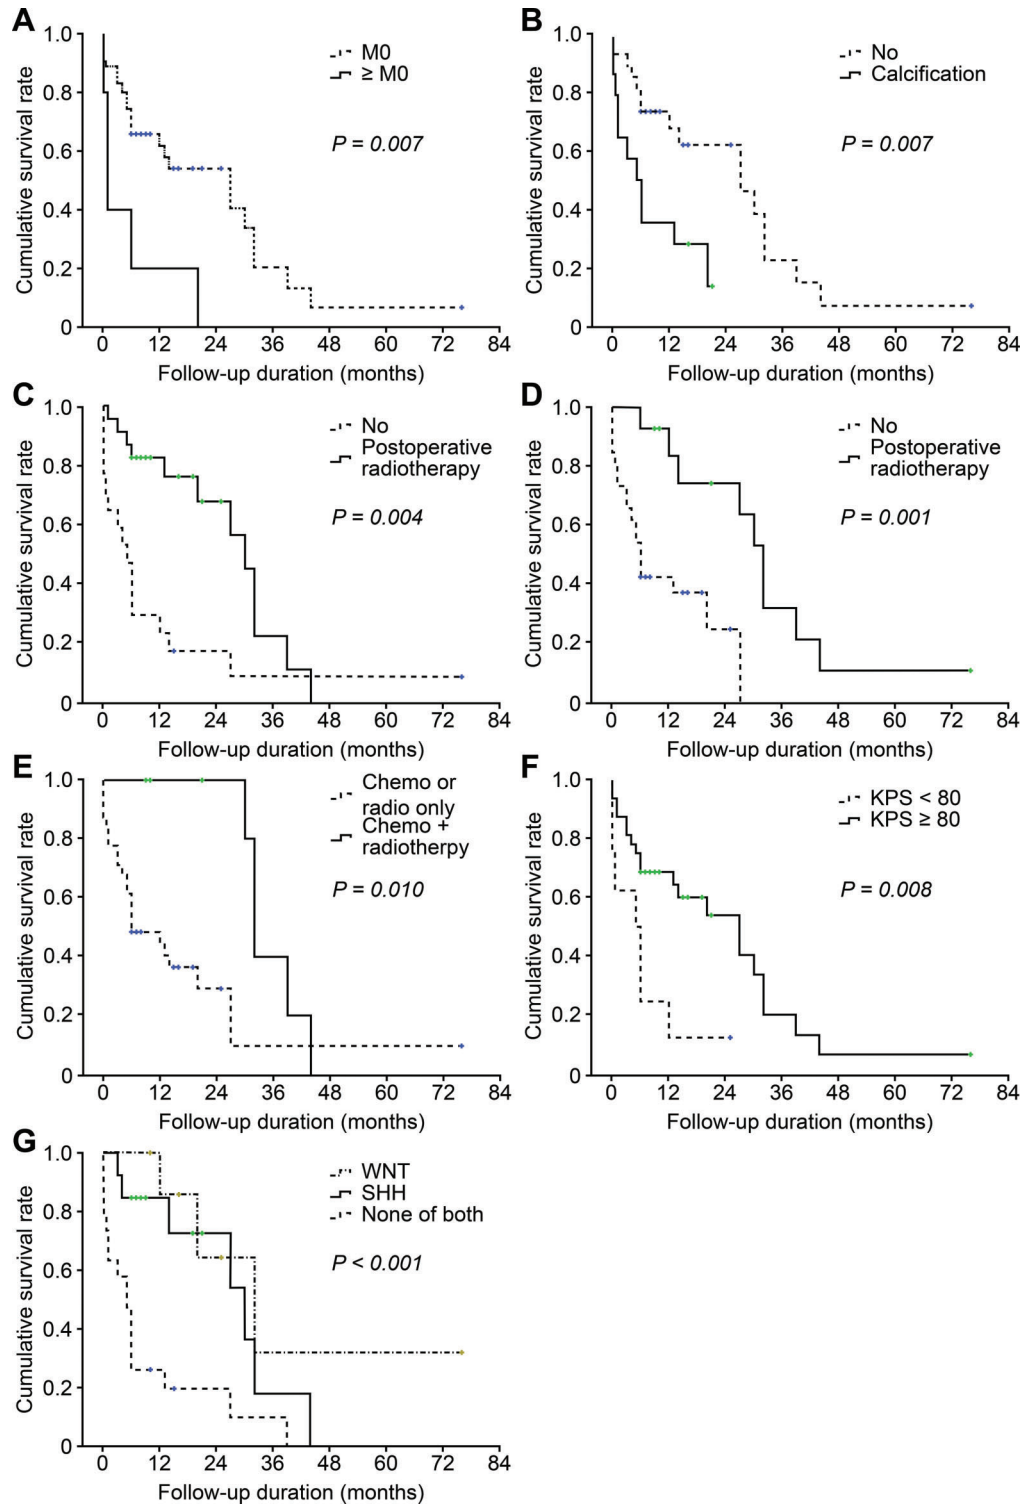 A
1.0
0.8
0.6
0.4
0.2
0
Cumulative survival rate
M0
≥ M0
P = 0.007
0 12 24 36 48 60 72 84
Follow-up duration (months)
B
1.0
0.8
0.6
0.4
0.2
0
Cumulative survival rate
No
Calcification
P = 0.007
0 12 24 36 48 60 72 84
Follow-up duration (months)
C
1.0
0.8
0.6
0.4
0.2
0
Cumulative survival rate
No
Postoperative
radiotherapy
P = 0.004
0 12 24 36 48 60 72 84
Follow-up duration (months)
D
1.0
0.8
0.6
0.4
0.2
0
Cumulative survival rate
No
Postoperative
radiotherapy
P = 0.001
0 12 24 36 48 60 72 84
Follow-up duration (months)
E
1.0
0.8
0.6
0.4
0.2
0
Cumulative survival rate
Chemo or
radio only
Chemo +
radiotherpy
P = 0.010
0 12 24 36 48 60 72 84
Follow-up duration (months)
F
1.0
0.8
0.6
0.4
0.2
0
Cumulative survival rate
KPS < 80
KPS ≥ 80
P = 0.008
0 12 24 36 48 60 72 84
Follow-up duration (months)
G
1.0
0.8
0.6
0.4
0.2
0
Cumulative survival rate
WNT
SHH
None of both
P < 0.001
0 12 24 36 48 60 72 84
Follow-up duration (months)